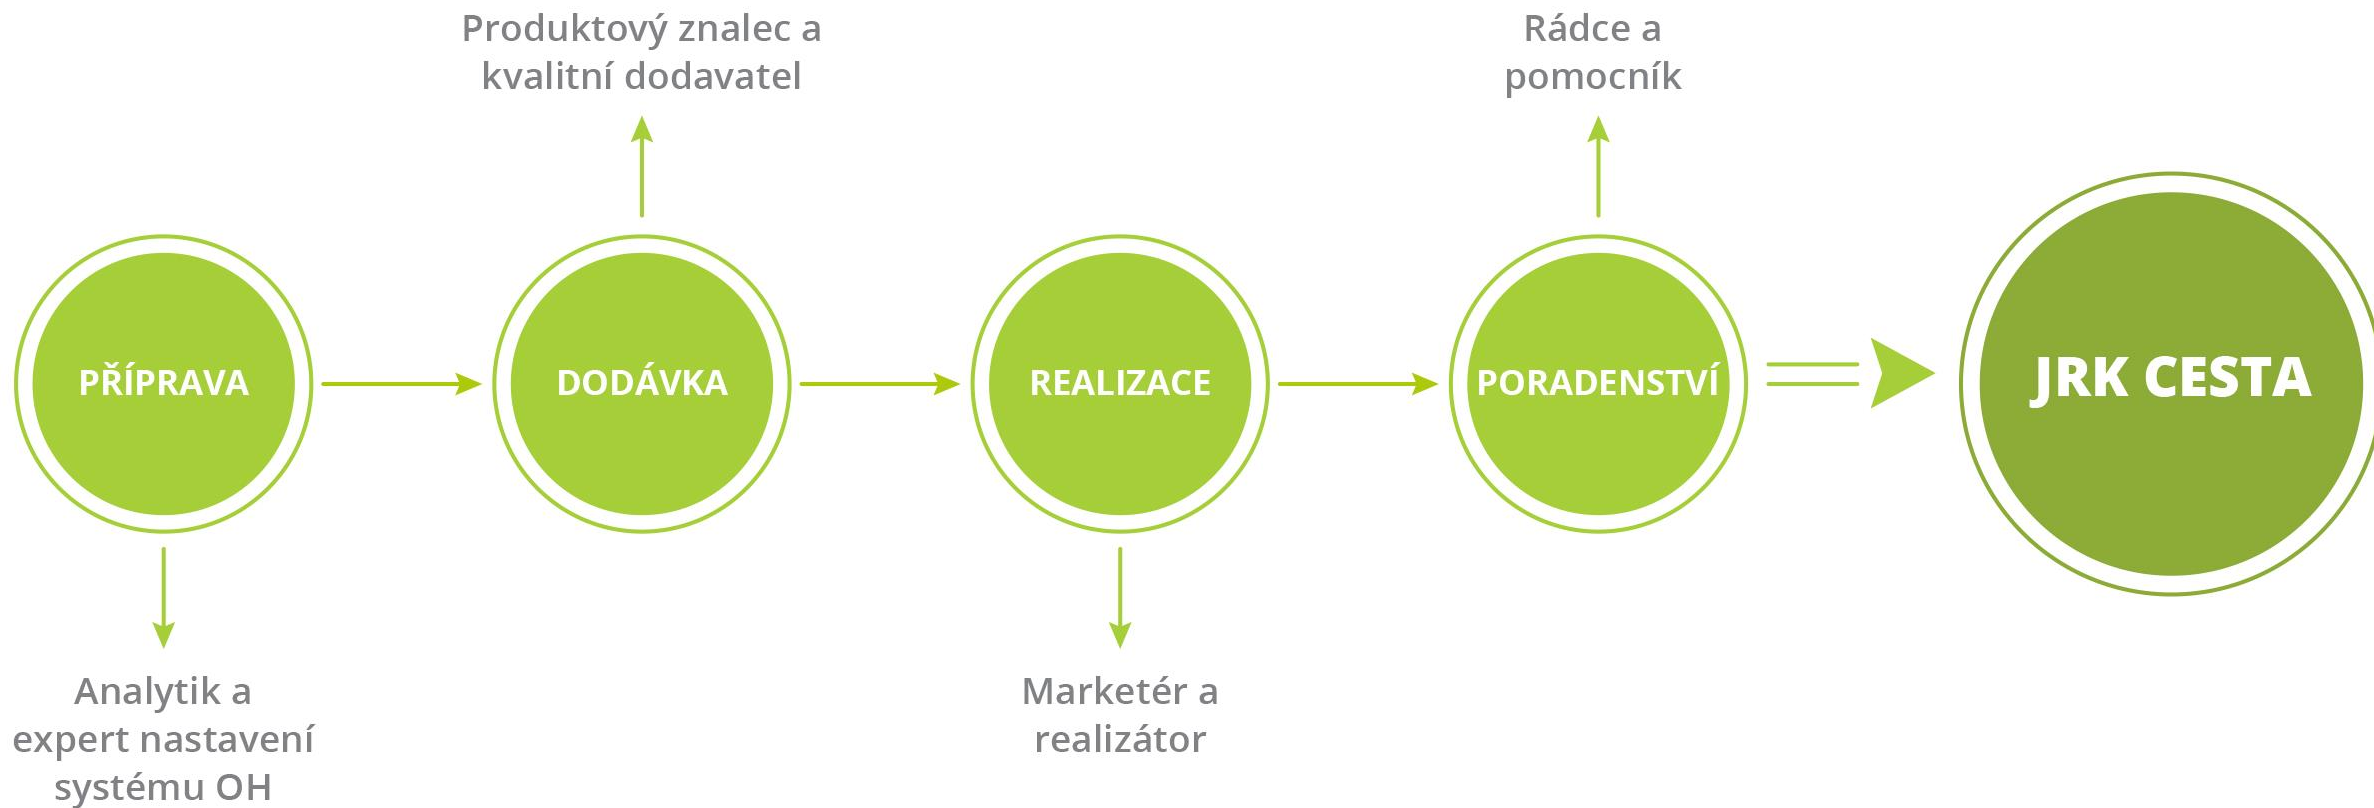 Produktový znalec a
kvalitní dodavatel
Rádce a
pomocník
PŘÍPRAVA
DODÁVKA
REALIZACE
PORADENSTVÍ
JRK CESTA
Analytik a
expert nastavení
systému OH
Marketér a
realizátor